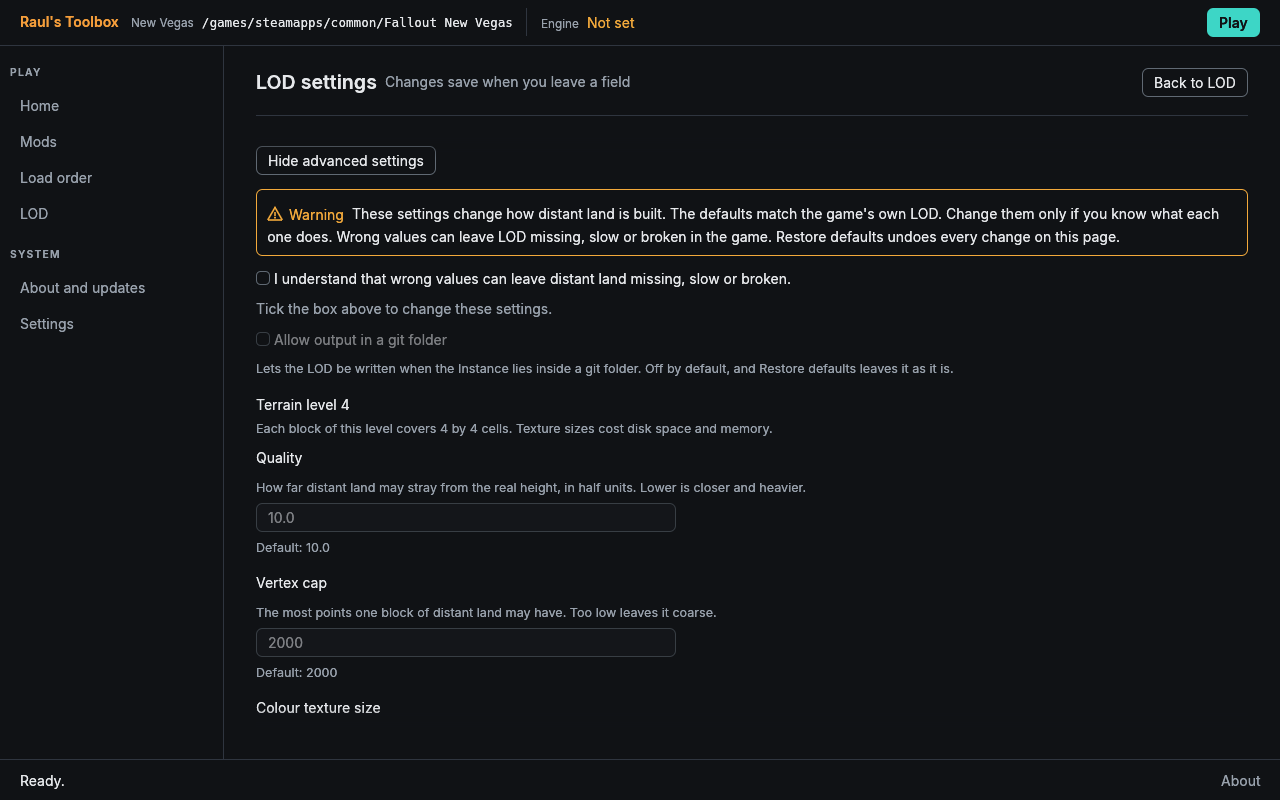 Raul's Toolbox New Vegas /games/steamapps/common/Fallout New Vegas Engine Not set Play
PLAY
Home
Mods
Load order
LOD
SYSTEM
About and updates
Settings
LOD settings Changes save when you leave a field Back to LOD
Hide advanced settings
Warning These settings change how distant land is built. The defaults match the game's own LOD. Change them only if you know what each
one does. Wrong values can leave LOD missing, slow or broken in the game. Restore defaults undoes every change on this page.
I understand that wrong values can leave distant land missing, slow or broken.
Tick the box above to change these settings.
Allow output in a git folder
Lets the LOD be written when the Instance lies inside a git folder. Off by default, and Restore defaults leaves it as it is.
Terrain level 4
Each block of this level covers 4 by 4 cells. Texture sizes cost disk space and memory.
Quality
How far distant land may stray from the real height, in half units. Lower is closer and heavier.
10.0
Default: 10.0
Vertex cap
The most points one block of distant land may have. Too low leaves it coarse.
2000
Default: 2000
Colour texture size
Ready. About